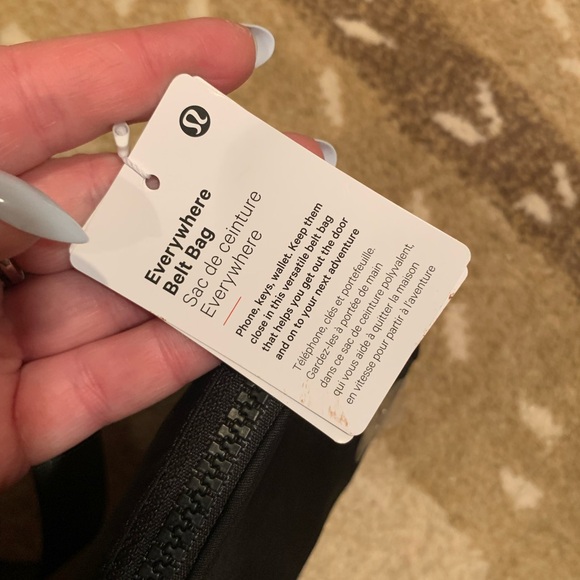 Everywhere
Belt Bag
Sac de ceinture
Everywhere
Phone, keys, wallet. Keep them
close in this versatile belt bag
that helps you get out the door
and on to your next adventure
Téléphone, clés et portefeuille.
Gardez-les à portée de main
dans ce sac de ceinture polyvalent,
qui vous aide à quitter la maison
en vitesse pour partir à l'aventure